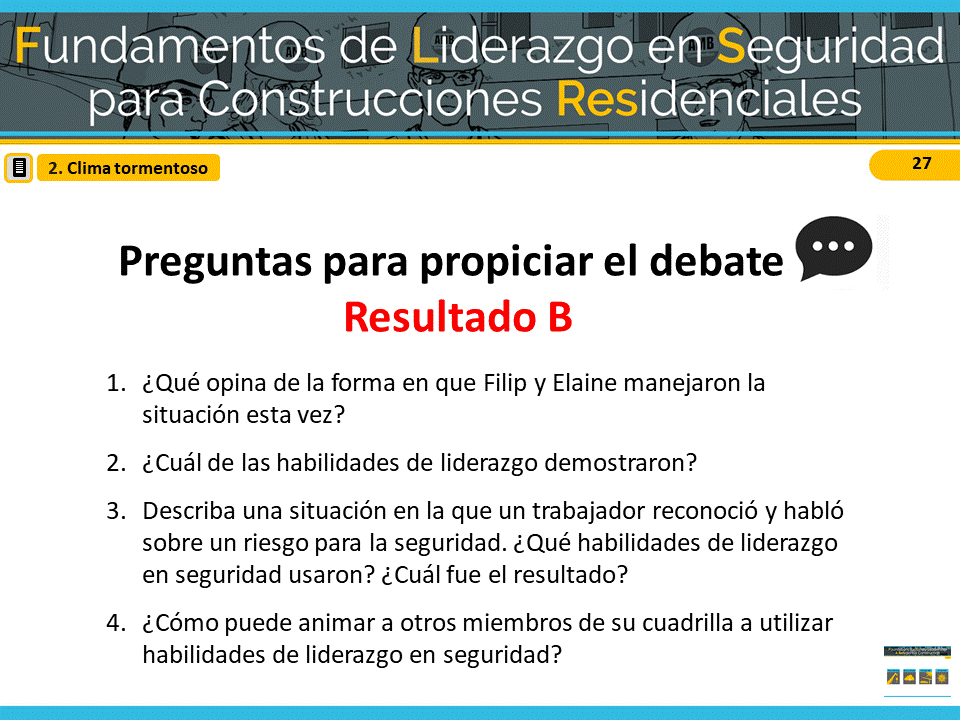 Fundamentos de Liderazgo en Seguridad
para Construcciones Residenciales
2. Clima tormentoso
27
Preguntas para propiciar el debate
Resultado B
1. ¿Qué opina de la forma en que Filip y Elaine manejaron la
situación esta vez?
2. ¿Cuál de las habilidades de liderazgo demostraron?
3. Describa una situación en la que un trabajador reconoció y habló
sobre un riesgo para la seguridad. ¿Qué habilidades de liderazgo
en seguridad usaron? ¿Cuál fue el resultado?
4. ¿Cómo puede animar a otros miembros de su cuadrilla a utilizar
habilidades de liderazgo en seguridad?